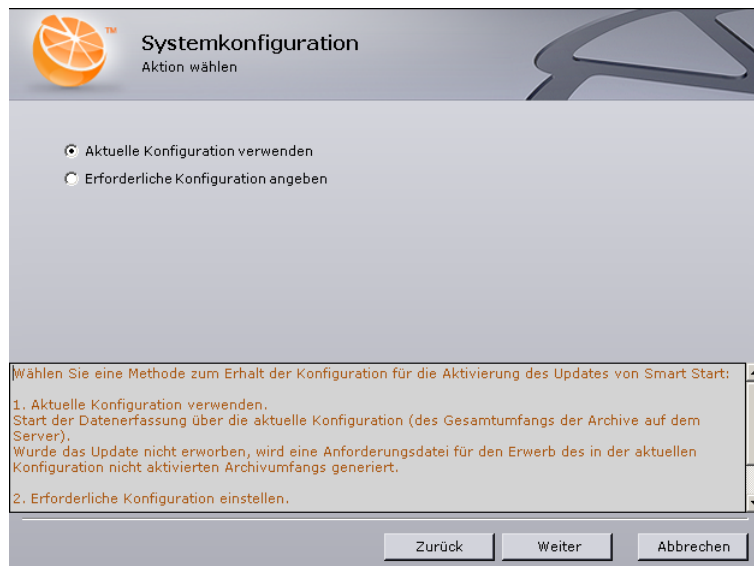 TM
Systemkonfiguration
Aktion wählen
Aktuelle Konfiguration verwenden
Erforderliche Konfiguration angeben
Wählen Sie eine Methode zum Erhalt der Konfiguration für die Aktivierung des Updates von Smart Start:
1. Aktuelle Konfiguration verwenden.
Start der Datenerfassung über die aktuelle Konfiguration (des Gesamtumfangs der Archive auf dem
Server).
Wurde das Update nicht erworben, wird eine Anforderungsdatei für den Erwerb des in der aktuellen
Konfiguration nicht aktivierten Archivumfangs generiert.
2. Erforderliche Konfiguration einstellen.
Zurück
Weiter
Abbrechen